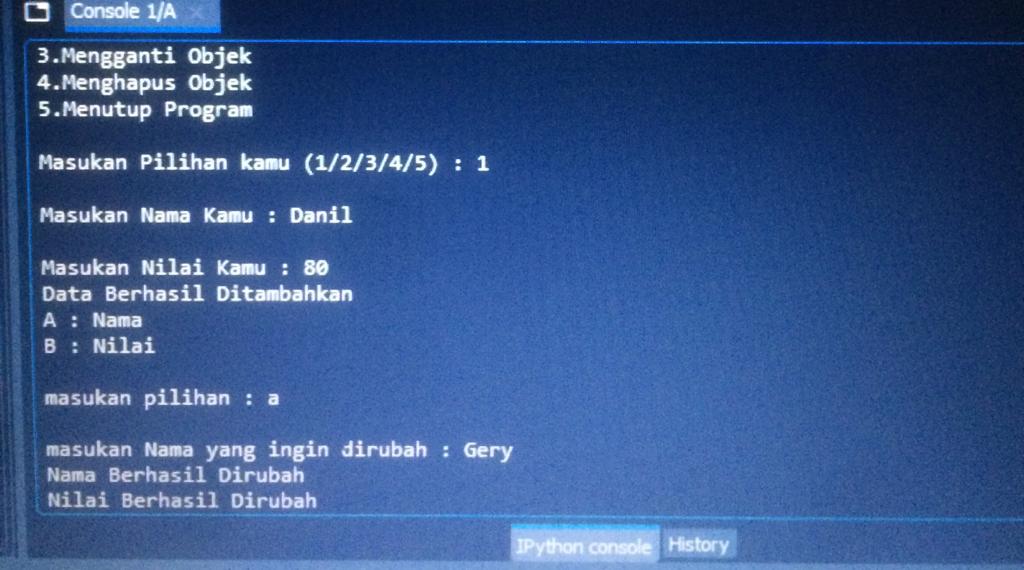 Console 1/A
3.Mengganti Objek
4.Menghapus Objek
5.Menutup Program
Masukan Pilihan kamu (1/2/3/4/5) : 1
Masukan Nama Kamu : Danil
Masukan Nilai Kamu : 80
Data Berhasil Ditambahkan
A : Nama
B : Nilai
masukan pilihan : a
masukan Nama yang ingin dirubah : Gery
Nama Berhasil Dirubah
Nilai Berhasil Dirubah
IPython console
History